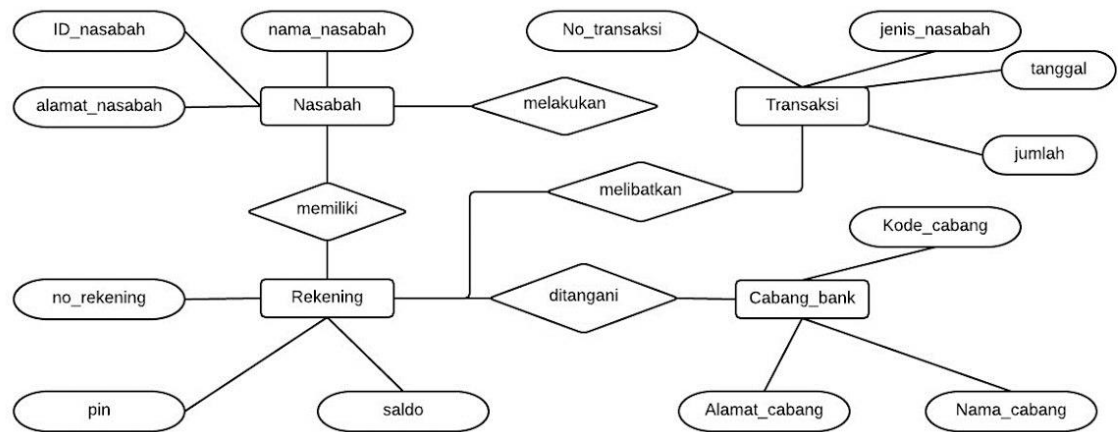 ID_nasabah
nama_nasabah
No_transaksi
jenis_nasabah
tanggal
alamat_nasabah
Nasabah
melakukan
Transaksi
jumlah
melibatkan
memiliki
Kode_cabang
no_rekening
Rekening
ditangani
Cabang_bank
pin
saldo
Alamat_cabang
Nama_cabang